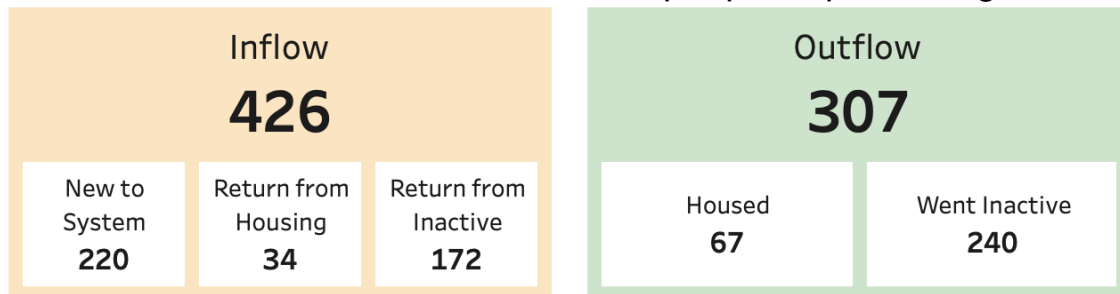 Inflow
426
New to
System
220
Return from
Housing
34
Return from
Inactive
172
Outflow
307
Housed
67
Went Inactive
240